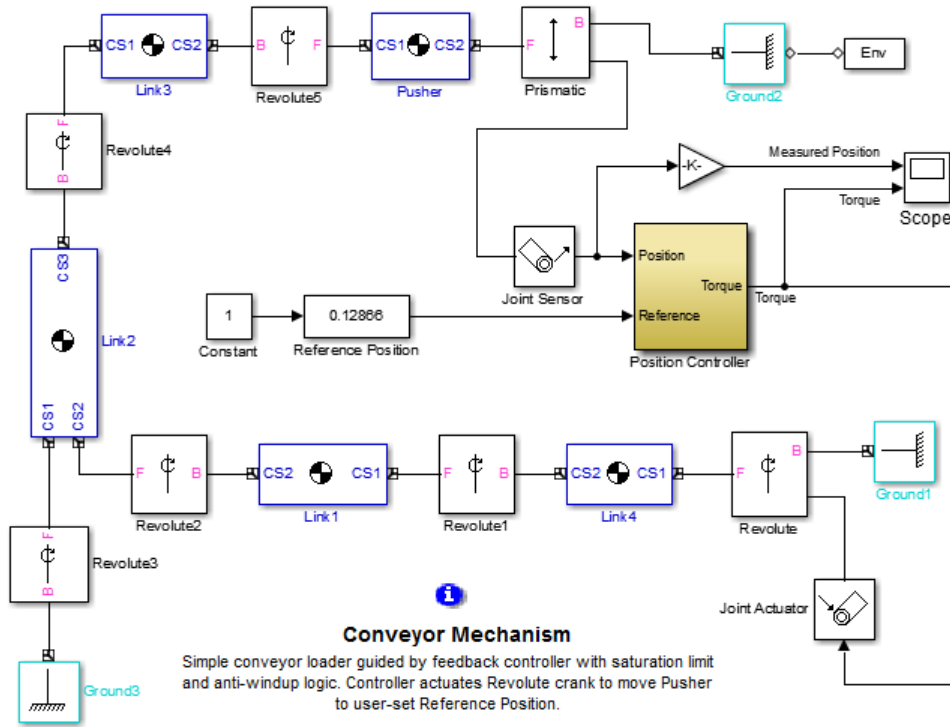 CS1 CS2
Link3
B F
Revolute5
CS1 CS2
Pusher
F B
Prismatic
Ground2
Env
F
B
Revolute4
-K-
Measured Position
Torque
Scope
CS3
Link2
CS1
CS2
Joint Sensor
Position
Reference
Torque
Torque
Position Controller
1
Constant
0.12866
Reference Position
F B
Revolute2
CS2 CS1
Link1
F B
Revolute1
CS2 CS1
Link4
F B
Revolute
Ground1
F
B
Revolute3
Joint Actuator
Ground3
i
Conveyor Mechanism
Simple conveyor loader guided by feedback controller with saturation limit
and anti-windup logic. Controller actuates Revolute crank to move Pusher
to user-set Reference Position.